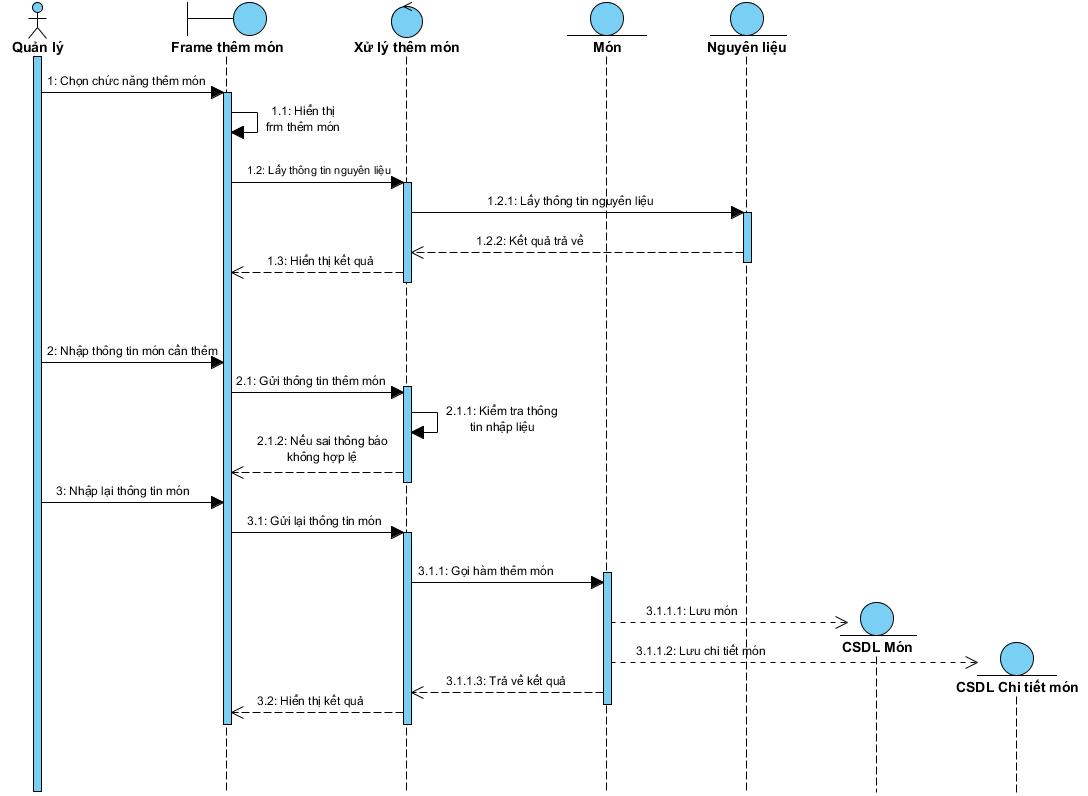 Quản lý
Frame thêm món
Xử lý thêm món
Món
Nguyên liệu
1: Chọn chức năng thêm món
1.1: Hiển thị
frm thêm món
1.2: Lấy thông tin nguyên liệu
1.2.1: Lấy thông tin nguyên liệu
1.2.2: Kết quả trả về
1.3: Hiển thị kết quả
2: Nhập thông tin món cần thêm
2.1: Gửi thông tin thêm món
2.1.1: Kiểm tra thông
tin nhập liệu
2.1.2: Nếu sai thông báo
không hợp lệ
3: Nhập lại thông tin món
3.1: Gửi lại thông tin món
3.1.1: Gọi hàm thêm món
3.1.1.1: Lưu món
CSDL Món
3.1.1.2: Lưu chi tiết món
CSDL Chi tiết món
3.1.1.3: Trả về kết quả
3.2: Hiển thị kết quả